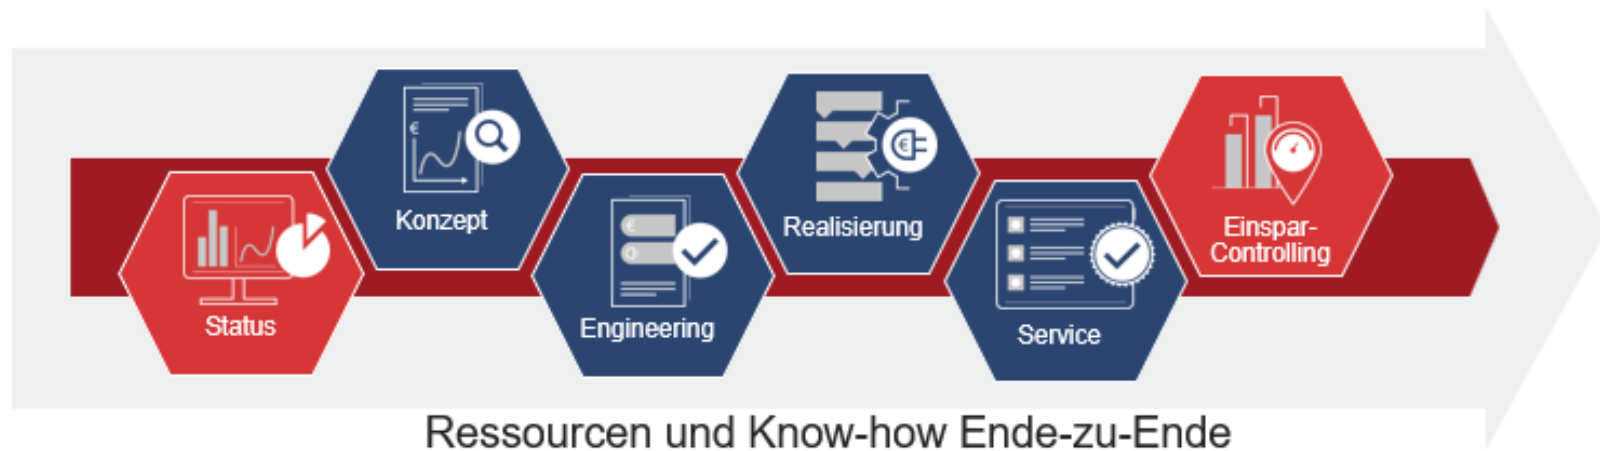 Status
Konzept
Engineering
Realisierung
Service
Einspar-
Controlling
Ressourcen und Know-how Ende-zu-Ende